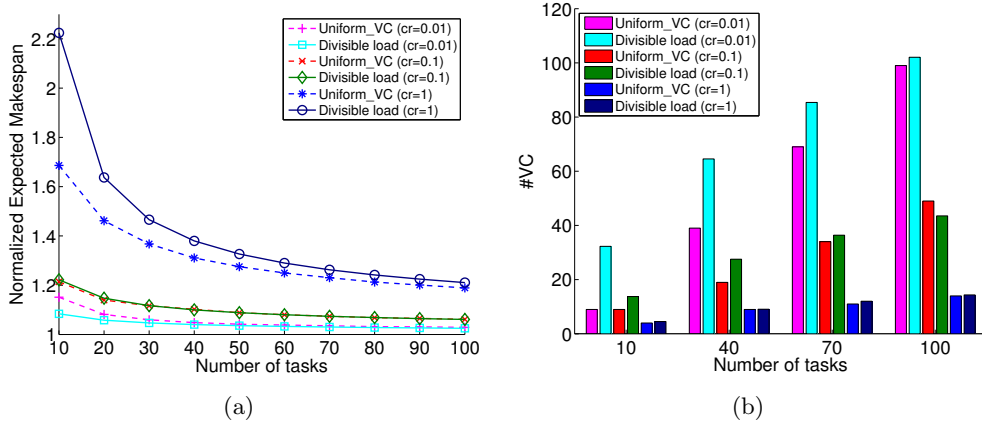 2.2
2
1.8
1.6
1.4
1.2
1
10 20 30 40 50 60 70 80 90 100
Number of tasks
Normalized Expected Makespan
Uniform_VC (cr=0.01)
Divisible load (cr=0.01)
Uniform_VC (cr=0.1)
Divisible load (cr=0.1)
Uniform_VC (cr=1)
Divisible load (cr=1)
(a)
120
100
80
60
40
20
0
10 40 70 100
Number of tasks
#VC
Uniform_VC (cr=0.01)
Divisible load (cr=0.01)
Uniform_VC (cr=0.1)
Divisible load (cr=0.1)
Uniform_VC (cr=1)
Divisible load (cr=1)
(b)